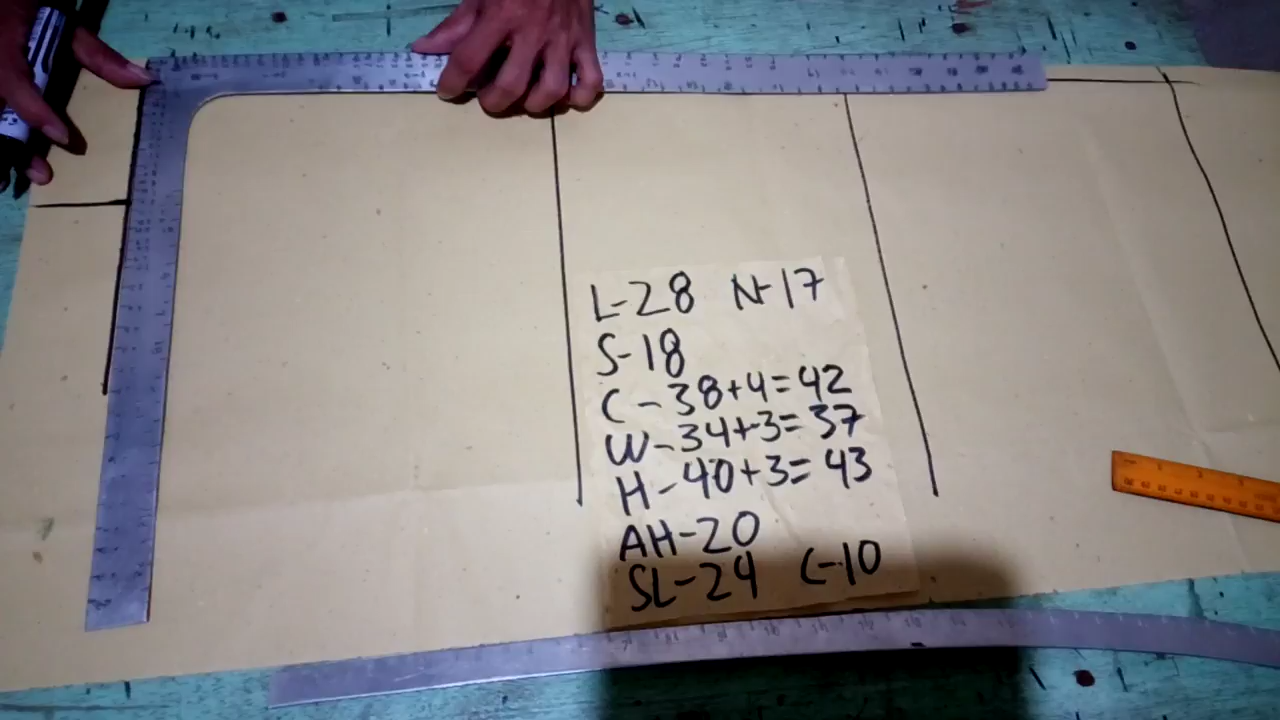 L-28 N-17
S-18
C-38+4=42
W-34+3=37
H-40+3=43
AH-20
SL-24 C-10